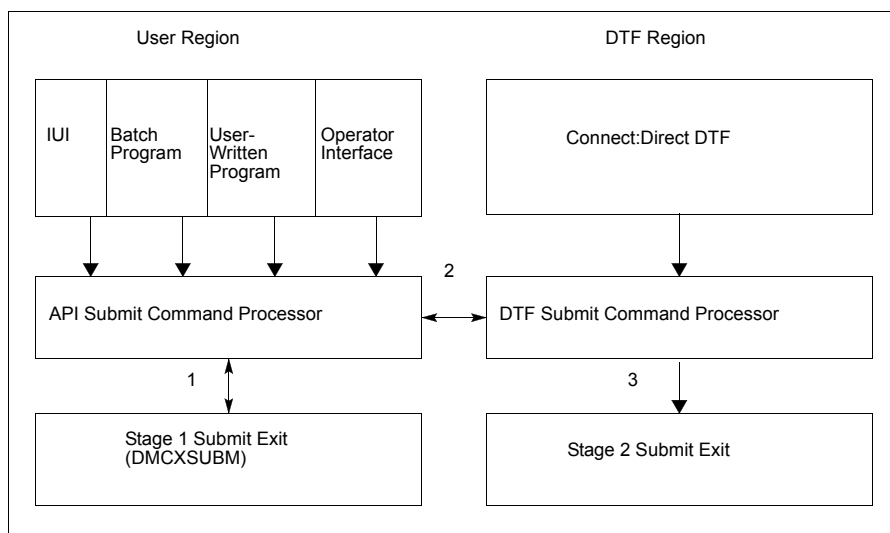 User Region
DTF Region
IUI
Batch
Program
User-
Written
Program
Operator
Interface
Connect:Direct DTF
2
API Submit Command Processor
DTF Submit Command Processor
1
3
Stage 1 Submit Exit
(DMCXSUBM)
Stage 2 Submit Exit